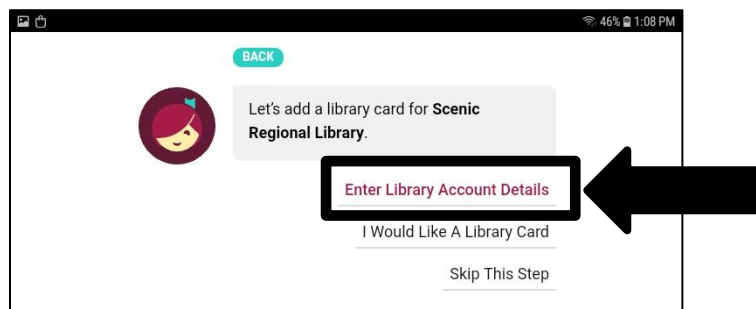 46% 1:08 PM
BACK
Let's add a library card for Scenic
Regional Library.
Enter Library Account Details
I Would Like A Library Card
Skip This Step